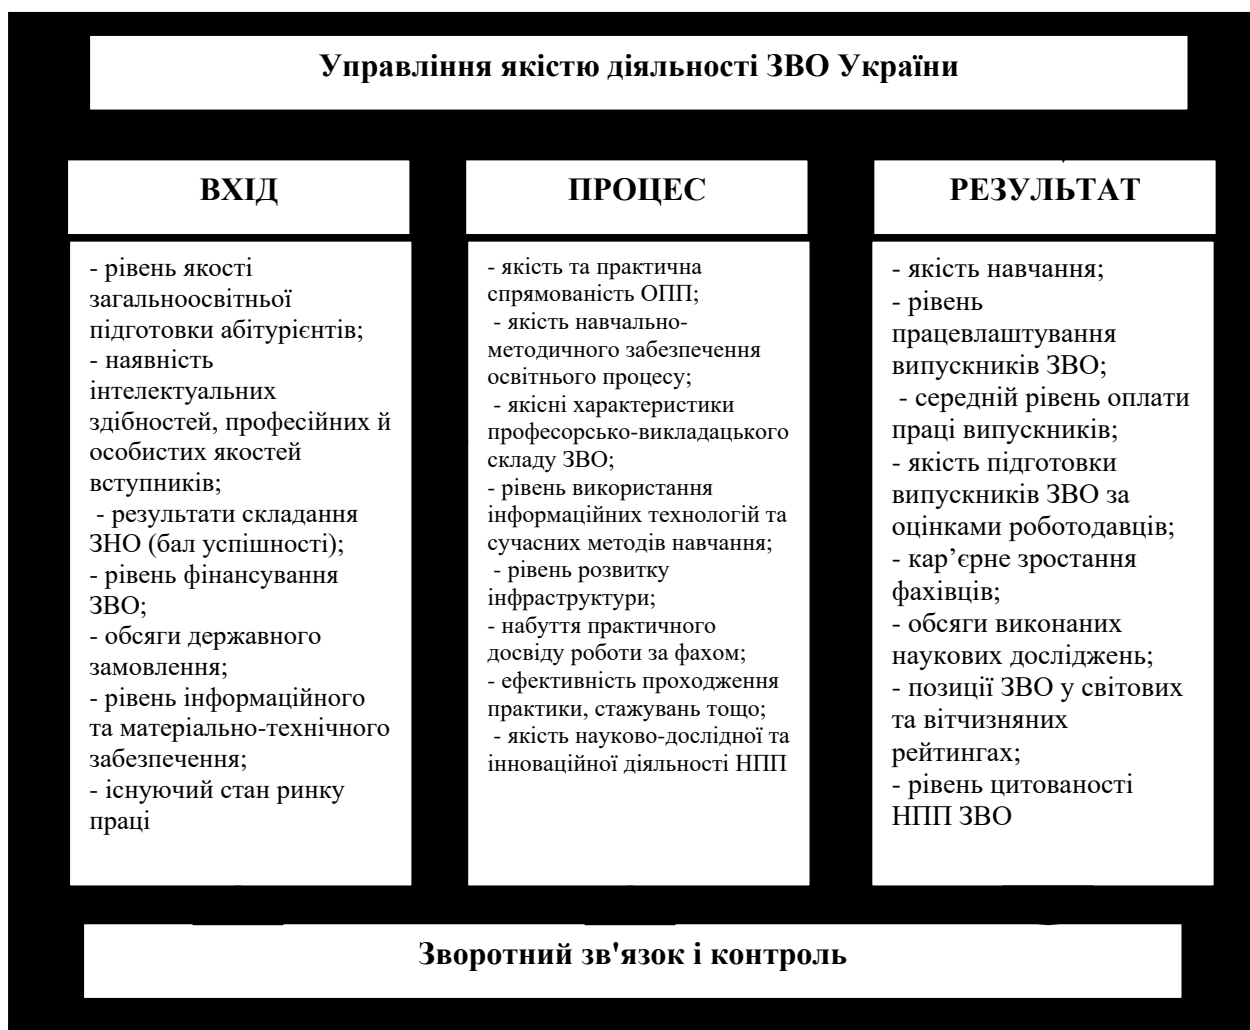 Управління якістю діяльності ЗВО України
ВХІД
- рівень якості
загальноосвітньої
підготовки абітурієнтів;
- наявність
інтелектуальних
здібностей, професійних й
особистих якостей
вступників;
- результати складання
ЗНО (бал успішності);
- рівень фінансування
ЗВО;
- обсяги державного
замовлення;
- рівень інформаційного
та матеріально-технічного
забезпечення;
- існуючий стан ринку
праці
ПРОЦЕС
- якість та практична
спрямованість ОПП;
- якість навчально-
методичного забезпечення
освітнього процесу;
- якісні характеристики
професорсько-викладацького
складу ЗВО;
- рівень використання
інформаційних технологій та
сучасних методів навчання;
- рівень розвитку
інфраструктури;
- набуття практичного
досвіду роботи за фахом;
- ефективність проходження
практики, стажувань тощо;
- якість науково-дослідної та
інноваційної діяльності НПП
РЕЗУЛЬТАТ
- якість навчання;
- рівень
працевлаштування
випускників ЗВО;
- середній рівень оплати
праці випускників;
- якість підготовки
випускників ЗВО за
оцінками роботодавців;
- кар’єрне зростання
фахівців;
- обсяги виконаних
наукових досліджень;
- позиції ЗВО у світових
та вітчизняних
рейтингах;
- рівень цитованості
НПП ЗВО
Зворотний зв'язок і контроль